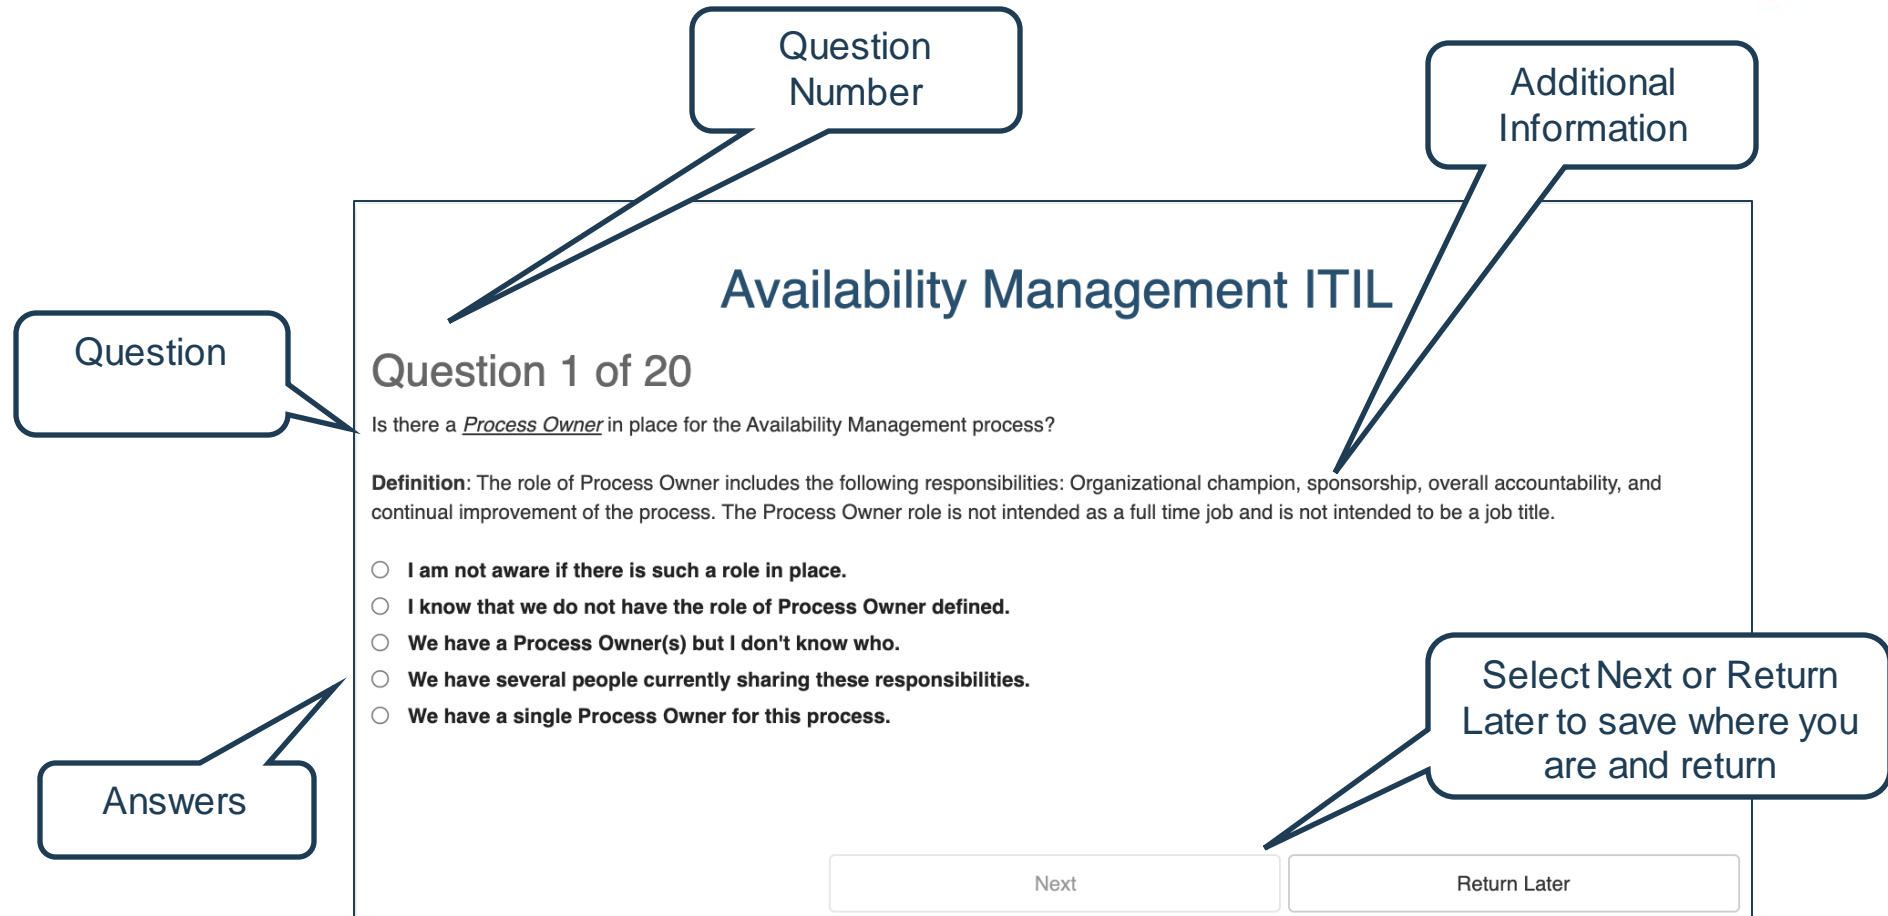 Question
Number
Additional
Information
Availability Management ITIL
Question
Question 1 of 20
Is there a Process Owner in place for the Availability Management process?
Definition: The role of Process Owner includes the following responsibilities: Organizational champion, sponsorship, overall accountability, and
continual improvement of the process. The Process Owner role is not intended as a full time job and is not intended to be a job title.
I am not aware if there is such a role in place.
I know that we do not have the role of Process Owner defined.
We have a Process Owner(s) but I don't know who.
We have several people currently sharing these responsibilities.
We have a single Process Owner for this process.
Select Next or Return
Later to save where you
are and return
Answers
Next
Return Later